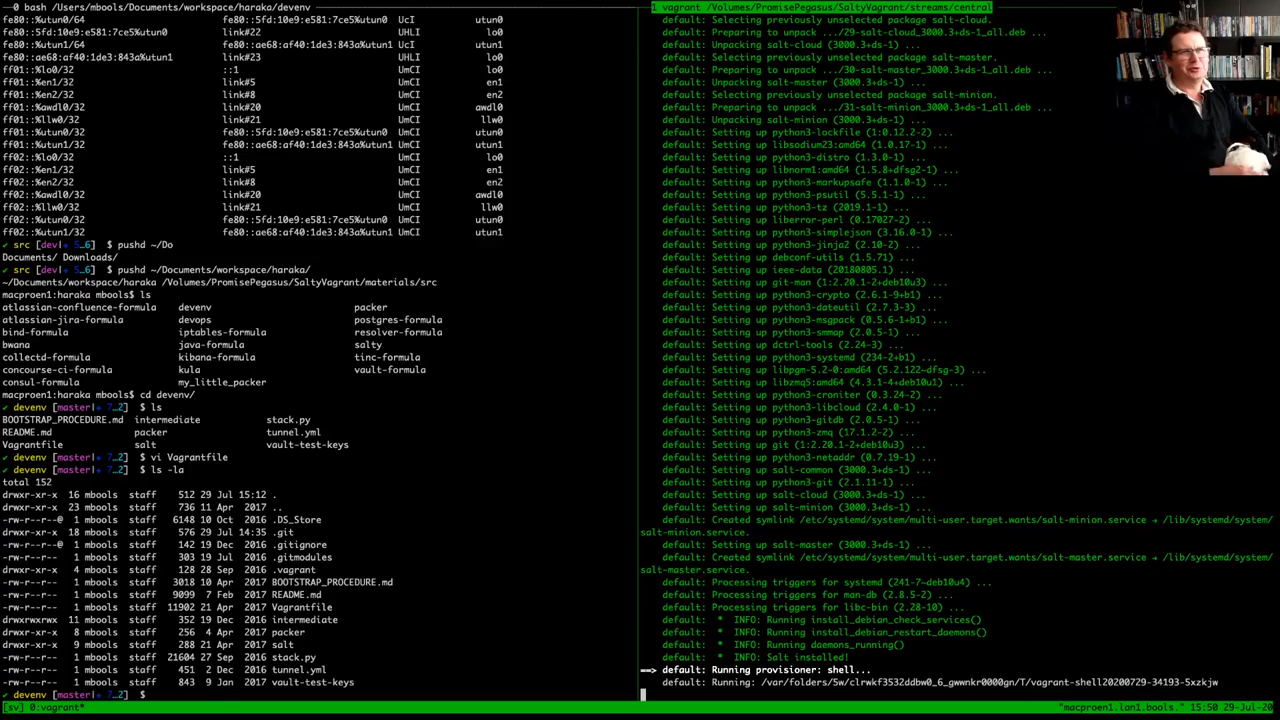 —0 bash /Users/mbools/Documents/workspace/haraka/devenv
fe80::%utun0/64 fe80::5fd:10e9:e581:7ce5%utun0 UcI utun0
fe80::5fd:10e9:e581:7ce5%utun0 link#22 UHLI lo0
fe80::%utun1/64 fe80::ae68:af40:1de3:843a%utun1 UcI utun1
fe80::ae68:af40:1de3:843a%utun1 link#23 UHLI lo0
ff01::%lo0/32 ::1 UmCI lo0
ff01::%en1/32 link#5 UmCI en1
ff01::%en2/32 link#8 UmCI en2
ff01::%awdl0/32 link#20 UmCI awdl0
ff01::%llw0/32 link#21 UmCI llw0
ff01::%utun0/32 fe80::5fd:10e9:e581:7ce5%utun0 UmCI utun0
ff01::%utun1/32 fe80::ae68:af40:1de3:843a%utun1 UmCI utun1
ff02::%lo0/32 ::1 UmCI lo0
ff02::%en1/32 link#5 UmCI en1
ff02::%en2/32 link#8 UmCI en2
ff02::%awdl0/32 link#20 UmCI awdl0
ff02::%llw0/32 link#21 UmCI llw0
ff02::%utun0/32 fe80::5fd:10e9:e581:7ce5%utun0 UmCI utun0
ff02::%utun1/32 fe80::ae68:af40:1de3:843a%utun1 UmCI utun1
✔ src [dev|✚ 5…6] $ pushd ~/Do
Documents/ Downloads/
✔ src [dev|✚ 5…6] $ pushd ~/Documents/workspace/haraka/
~/Documents/workspace/haraka /Volumes/PromisePegasus/SaltyVagrant/materials/src
macproen1:haraka mbools$ ls
atlassian-confluence-formula devenv packer
atlassian-jira-formula devops postgres-formula
bind-formula iptables-formula resolver-formula
bwana java-formula salty
collectd-formula kibana-formula tinc-formula
concourse-ci-formula kula vault-formula
consul-formula my_little_packer
macproen1:haraka mbools$ cd devenv/
✔ devenv [master|✚ 7…2] $ ls
BOOTSTRAP_PROCEDURE.md intermediate stack.py
README.md packer tunnel.yml
Vagrantfile salt vault-test-keys
✔ devenv [master|✚ 7…2] $ vi Vagrantfile
✔ devenv [master|✚ 7…2] $ ls -la
total 152
drwxr-xr-x 16 mbools staff 512 29 Jul 15:12 .
drwxr-xr-x 23 mbools staff 736 11 Apr 2017 ..
-rw-r--r--@ 1 mbools staff 6148 10 Oct 2016 .DS_Store
drwxr-xr-x 18 mbools staff 576 29 Jul 14:35 .git
-rw-r--r--@ 1 mbools staff 142 19 Dec 2016 .gitignore
-rw-r--r-- 1 mbools staff 303 19 Jul 2016 .gitmodules
drwxr-xr-x 4 mbools staff 128 28 Sep 2016 .vagrant
-rw-r--r-- 1 mbools staff 3018 10 Apr 2017 BOOTSTRAP_PROCEDURE.md
-rw-r--r-- 1 mbools staff 9099 7 Feb 2017 README.md
-rw-r--r-- 1 mbools staff 11902 21 Apr 2017 Vagrantfile
drwxrwxrwx 11 mbools staff 352 19 Dec 2016 intermediate
drwxr-xr-x 8 mbools staff 256 4 Apr 2017 packer
drwxr-xr-x 9 mbools staff 288 21 Apr 2017 salt
-rw-r--r-- 1 mbools staff 21604 27 Sep 2016 stack.py
-rw-r--r-- 1 mbools staff 451 2 Dec 2016 tunnel.yml
-rw-r--r-- 1 mbools staff 843 9 Jan 2017 vault-test-keys
✔ devenv [master|✚ 7…2] $
1 vagrant /Volumes/PromisePegasus/SaltyVagrant/streams/central
default: Selecting previously unselected package salt-cloud.
default: Preparing to unpack .../29-salt-cloud_3000.3+ds-1_all.deb ...
default: Unpacking salt-cloud (3000.3+ds-1) ...
default: Selecting previously unselected package salt-master.
default: Preparing to unpack .../30-salt-master_3000.3+ds-1_all.deb ...
default: Unpacking salt-master (3000.3+ds-1) ...
default: Selecting previously unselected package salt-minion.
default: Preparing to unpack .../31-salt-minion_3000.3+ds-1_all.deb ...
default: Unpacking salt-minion (3000.3+ds-1) ...
default: Setting up python3-lockfile (1:0.12.2-2) ...
default: Setting up libsodium23:amd64 (1.0.17-1) ...
default: Setting up python3-distro (1.3.0-1) ...
default: Setting up libnorm1:amd64 (1.5.8+dfsg2-1) ...
default: Setting up python3-markupsafe (1.1.0-1) ...
default: Setting up python3-psutil (5.5.1-1) ...
default: Setting up python3-tz (2019.1-1) ...
default: Setting up liberror-perl (0.17027-2) ...
default: Setting up python3-simplejson (3.16.0-1) ...
default: Setting up python3-jinja2 (2.10-2) ...
default: Setting up debconf-utils (1.5.71) ...
default: Setting up ieee-data (20180805.1) ...
default: Setting up git-man (1:2.20.1-2+deb10u3) ...
default: Setting up python3-crypto (2.6.1-9+b1) ...
default: Setting up python3-dateutil (2.7.3-3) ...
default: Setting up python3-msgpack (0.5.6-1+b1) ...
default: Setting up python3-smmap (2.0.5-1) ...
default: Setting up dctrl-tools (2.24-3) ...
default: Setting up python3-systemd (234-2+b1) ...
default: Setting up libpgm-5.2-0:amd64 (5.2.122~dfsg-3) ...
default: Setting up libzmq5:amd64 (4.3.1-4+deb10u1) ...
default: Setting up python3-croniter (0.3.24-2) ...
default: Setting up python3-libcloud (2.4.0-1) ...
default: Setting up python3-gitdb (2.0.5-1) ...
default: Setting up python3-zmq (17.1.2-2) ...
default: Setting up git (1:2.20.1-2+deb10u3) ...
default: Setting up python3-netaddr (0.7.19-1) ...
default: Setting up salt-common (3000.3+ds-1) ...
default: Setting up python3-git (2.1.11-1) ...
default: Setting up salt-cloud (3000.3+ds-1) ...
default: Setting up salt-minion (3000.3+ds-1) ...
default: Created symlink /etc/systemd/system/multi-user.target.wants/salt-minion.service → /lib/systemd/system/
salt-minion.service.
default: Setting up salt-master (3000.3+ds-1) ...
default: Created symlink /etc/systemd/system/multi-user.target.wants/salt-master.service → /lib/systemd/system/
salt-master.service.
default: Processing triggers for systemd (241-7~deb10u4) ...
default: Processing triggers for man-db (2.8.5-2) ...
default: Processing triggers for libc-bin (2.28-10) ...
default: * INFO: Running install_debian_check_services()
default: * INFO: Running install_debian_restart_daemons()
default: * INFO: Running daemons_running()
default: * INFO: Salt installed!
==> default: Running provisioner: shell...
default: Running: /var/folders/5w/clrwkf3532ddbw0_6_gwwnkr0000gn/T/vagrant-shell20200729-34193-5xzkjw
[sv] 0:vagrant* "macproen1.lan1.bools." 15:50 29-Jul-20